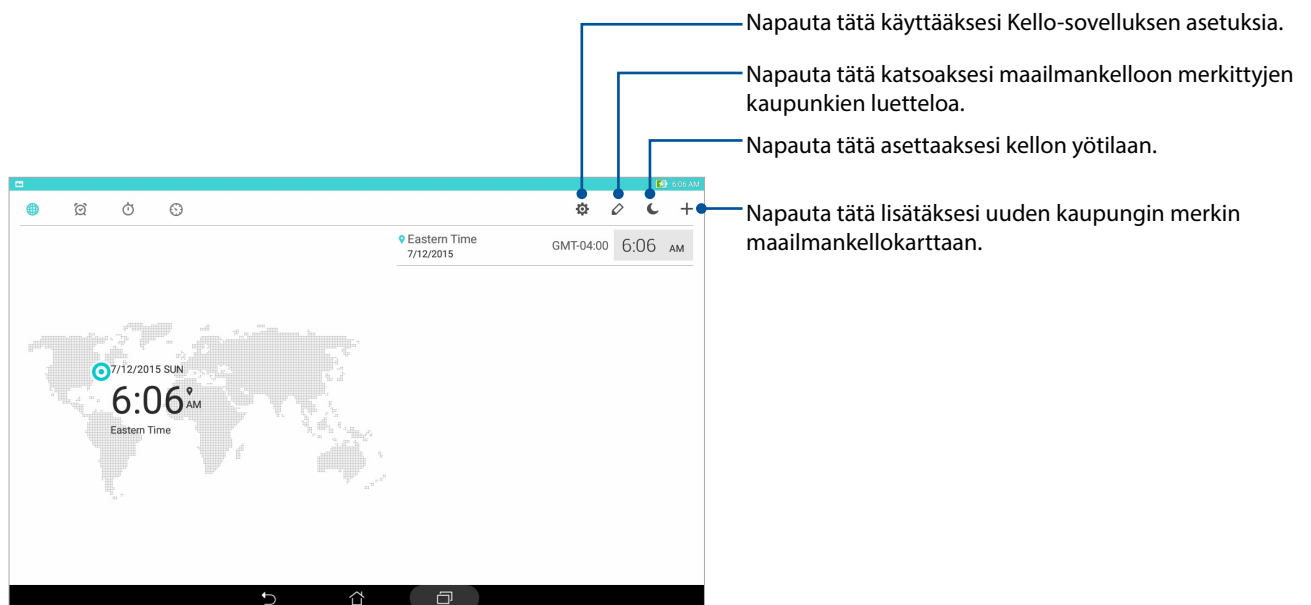 Napauta tätä käyttääksesi Kello-sovelluksen asetuksia.
Napauta tätä katsoaksesi maailmankelloon merkittyjen
kaupunkien luetteloa.
Napauta tätä asettaaksesi kellon yötilaan.
6:06 AM
Napauta tätä lisätäksesi uuden kaupungin merkin
maailmankellokarttaan.
Eastern Time
7/12/2015
GMT-04:00 6:06 AM
7/12/2015 SUN
6:06 AM
Eastern Time